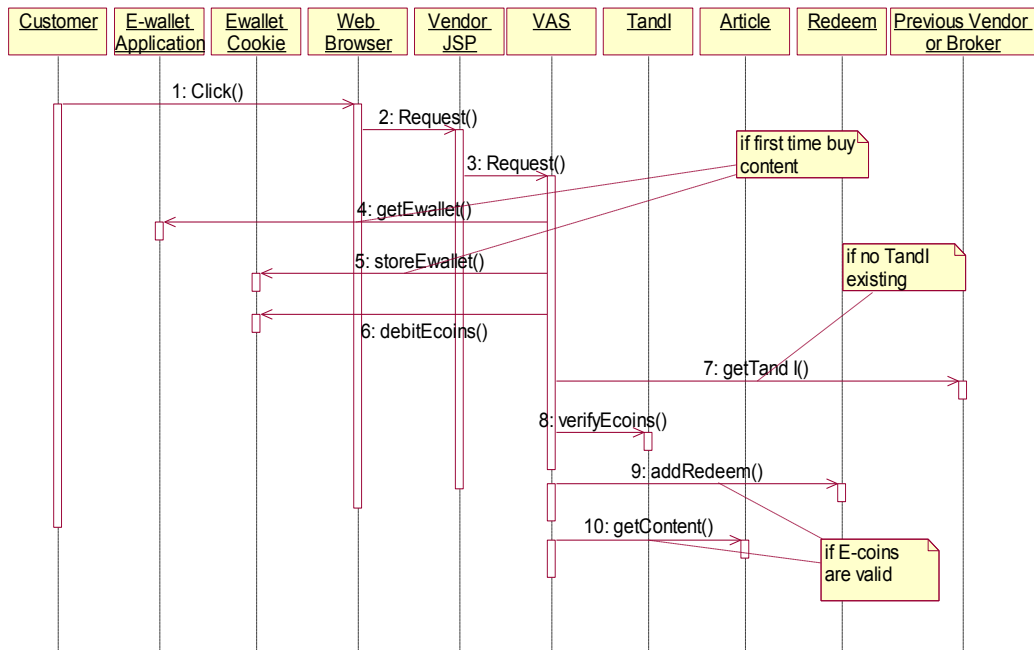 Customer
E-wallet
Application
Ewallet
Cookie
Web
Browser
Vendor
JSP
VAS
TandI
Article
Redeem
Previous Vendor
or Broker
1: Click()
2: Request()
if first time buy
content
3: Request()
4: getEwallet()
if no TandI
existing
5: storeEwallet()
6: debitEcoins()
7: getTand I()
8: verifyEcoins()
9: addRedeem()
10: getContent()
if E-coins
are valid